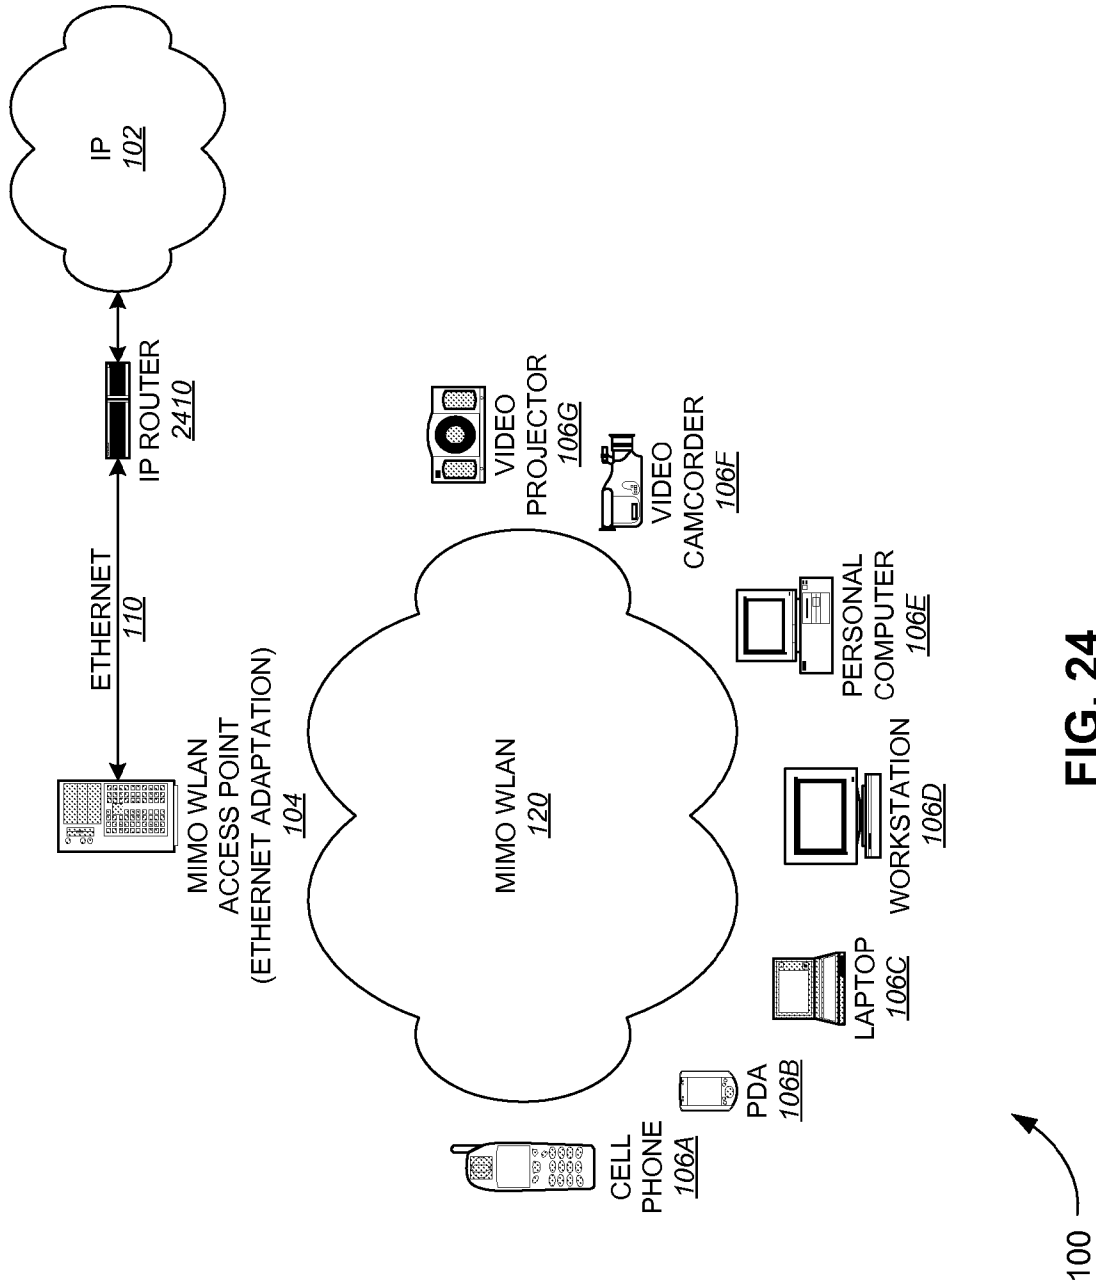 IP
102
IP ROUTER
2410
ETHERNET
110
MIMO WLAN
ACCESS POINT
(ETHERNET ADAPTATION)
104
MIMO WLAN
120
CELL
PHONE
106A
PDA
106B
LAPTOP
106C
WORKSTATION
106D
PERSONAL
COMPUTER
106E
VIDEO
CAMCORDER
106F
VIDEO
PROJECTOR
106G
100
FIG. 24